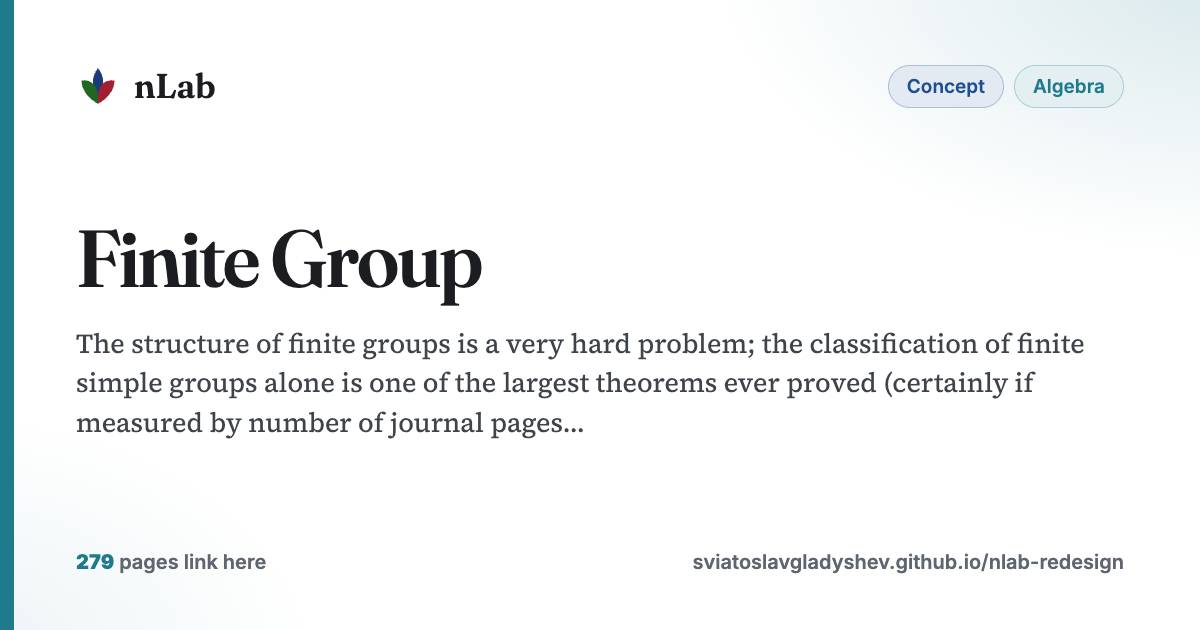 nLab
Concept
Algebra
Finite Group
The structure of finite groups is a very hard problem; the classification of finite
simple groups alone is one of the largest theorems ever proved (certainly if
measured by number of journal pages...
279 pages link here
sviatoslavgladyshev.github.io/nlab-redesign